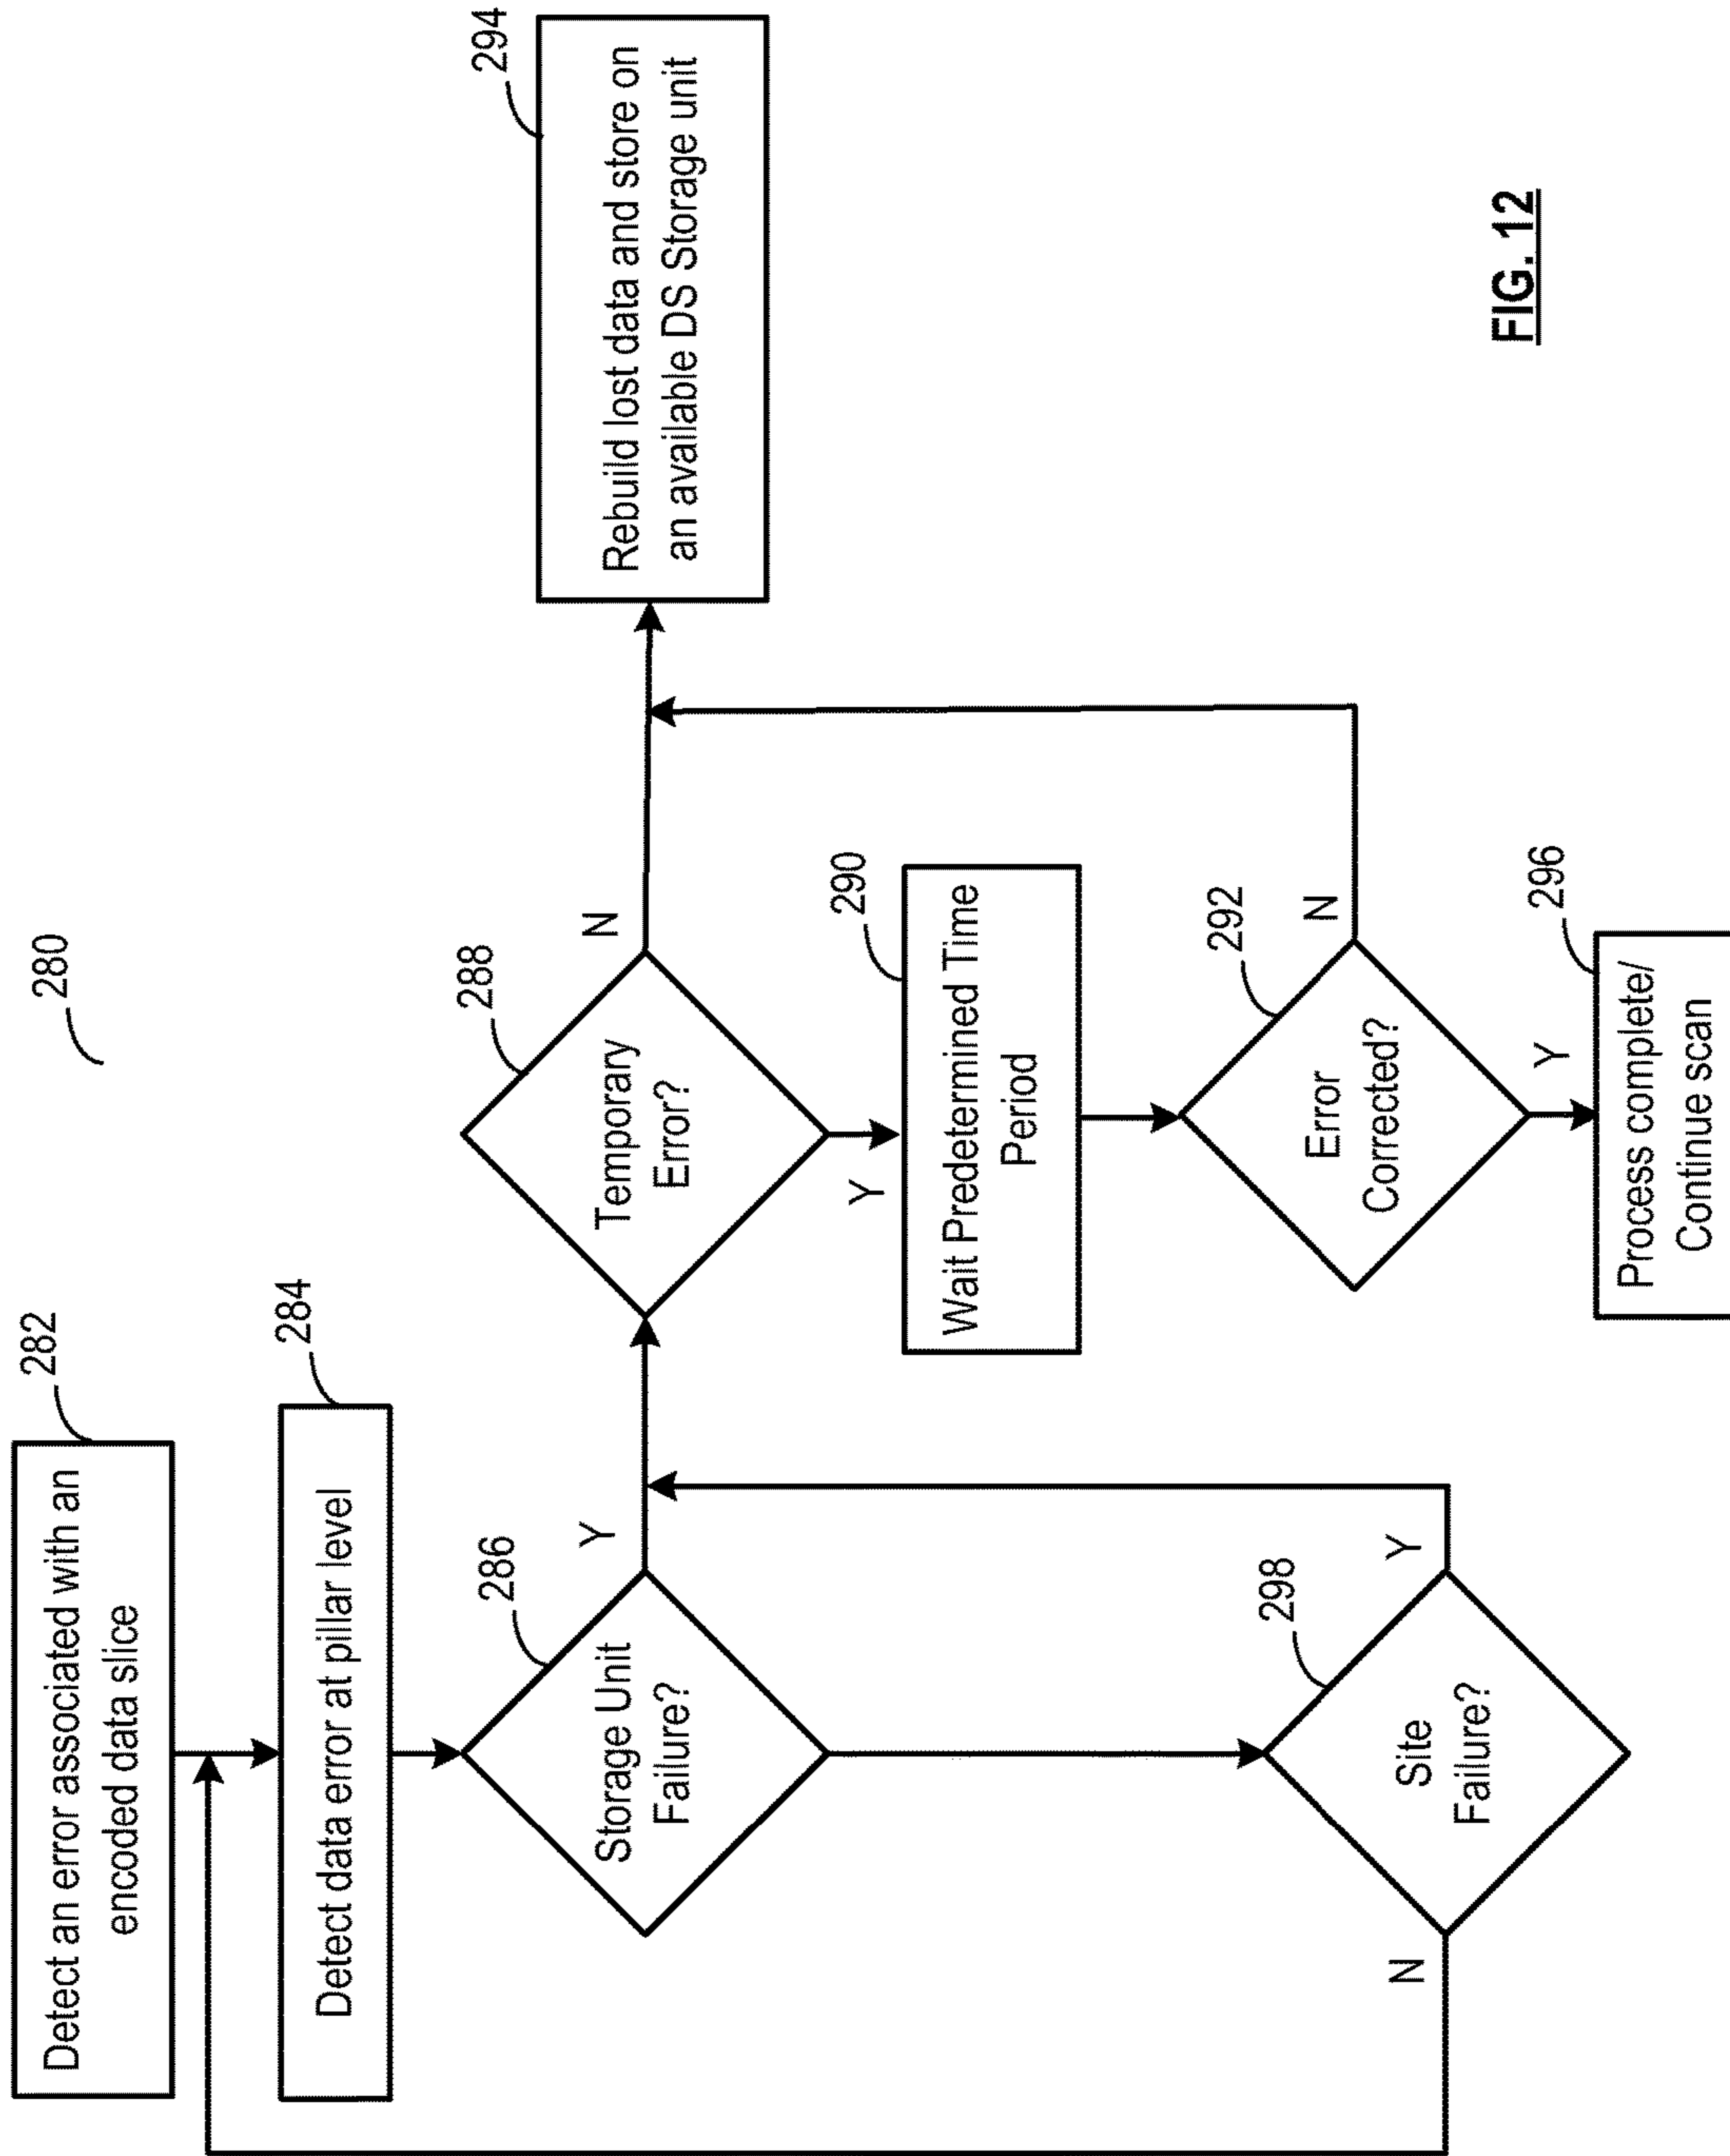 280
282
Detect an error associated with an
encoded data slice
284
Detect data error at pillar level
286
Storage Unit
Failure?
Y
298
Site
Failure?
Y
N
288
Temporary
Error?
N
Y
290
Wait Predetermined Time
Period
292
Error
Corrected?
N
Y
296
Process complete/
Continue scan
294
Rebuild lost data and store on
an available DS Storage unit
FIG. 12